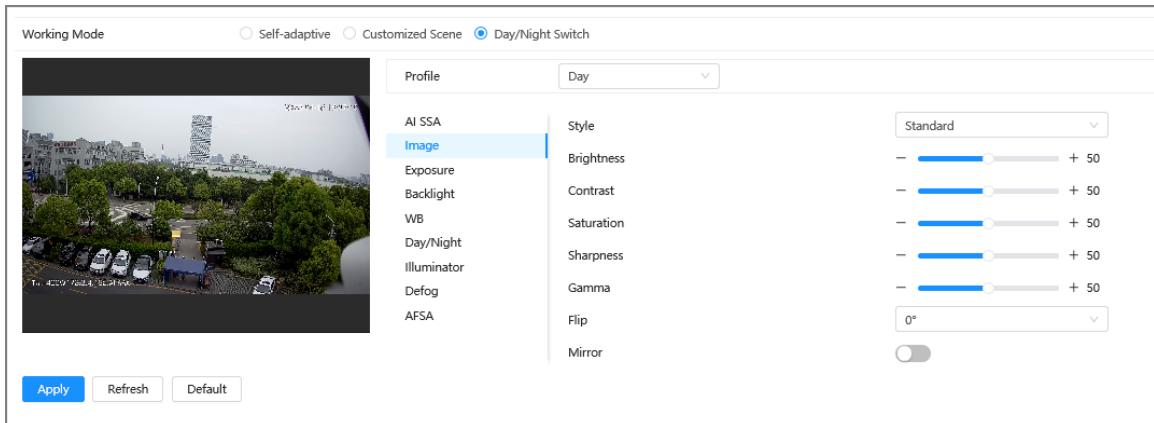 Working Mode Self-adaptive Customized Scene Day/Night Switch
Profile Day
AI SSA
Image
Exposure
Backlight
WB
Day/Night
Illuminator
Defog
AFSA
Style Standard
Brightness − + 50
Contrast − + 50
Saturation − + 50
Sharpness − + 50
Gamma − + 50
Flip 0°
Mirror
Apply Refresh Default